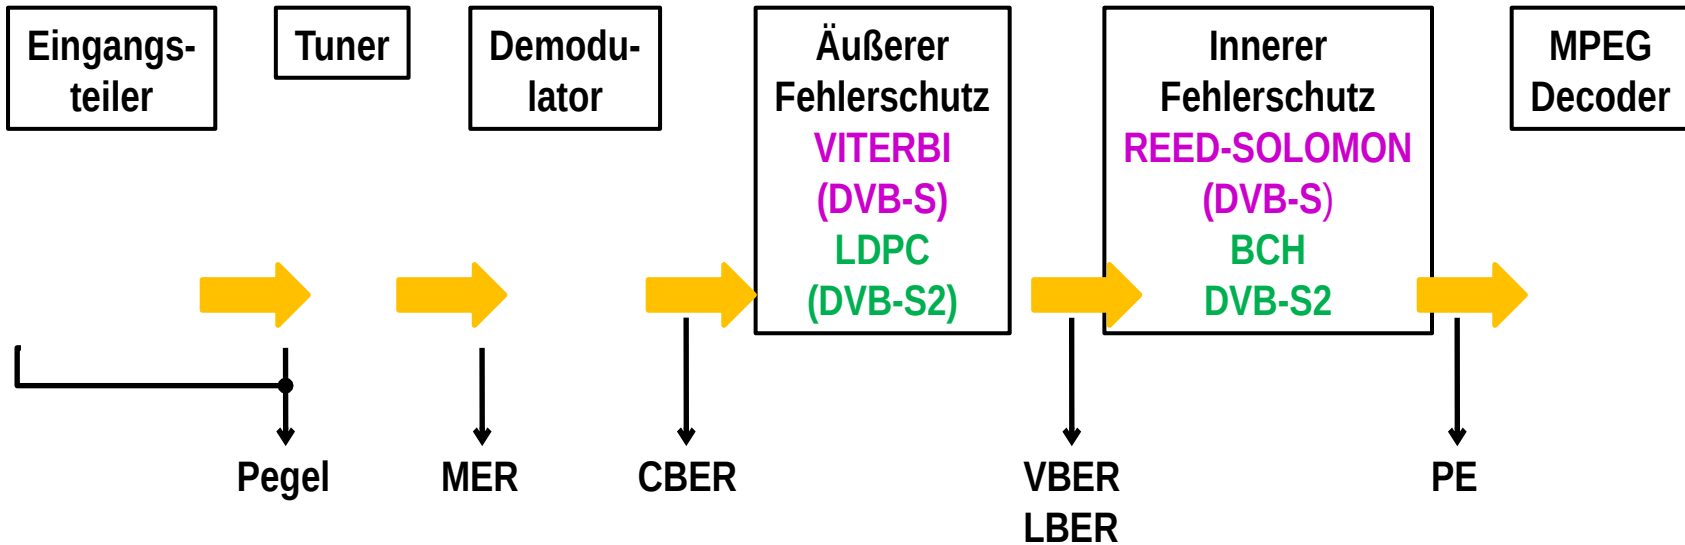 Eingangs-
teiler
Tuner
Demodu-
lator
Äußerer
Fehlerschutz
VITERBI
(DVB-S)
LDPC
(DVB-S2)
Innerer
Fehlerschutz
REED-SOLOMON
(DVB-S)
BCH
DVB-S2
MPEG
Decoder
Pegel
MER
CBER
VBER
LBER
PE